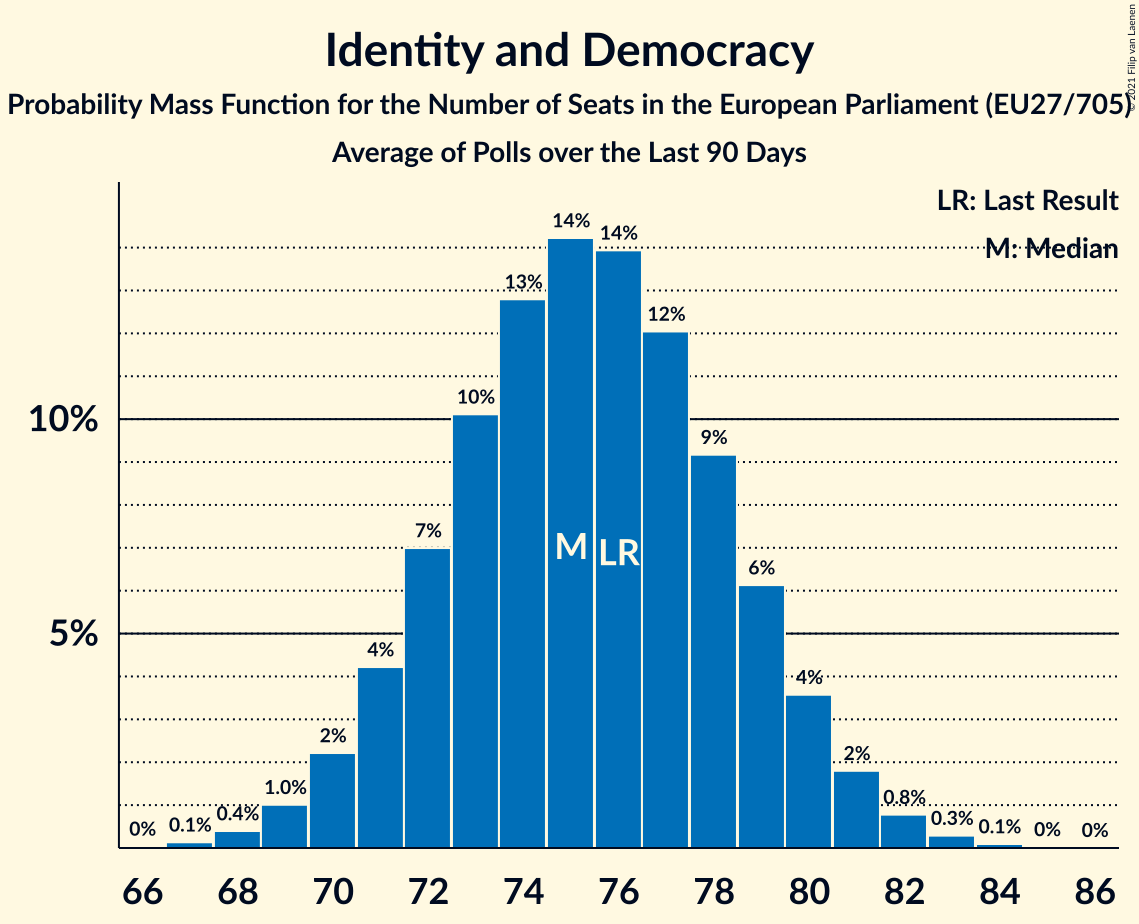 Identity and Democracy
Probability Mass Function for the Number of Seats in the European Parliament (EU27/705)
Average of Polls over the Last 90 Days
© 2021 Filip van Laenen
LR: Last Result
M: Median
10%
5%
0% 0.1% 0.4% 1.0% 2% 4% 7% 10% 13% 14% 14% 12% 9% 6% 4% 2% 0.8% 0.3% 0.1% 0% 0%
M LR
66 68 70 72 74 76 78 80 82 84 86